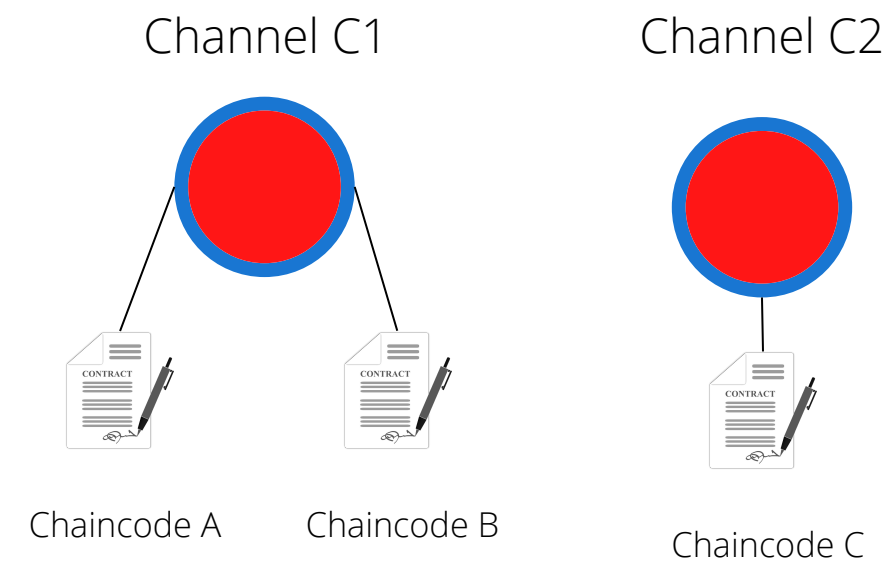 Channel C1
Channel C2
CONTRACT
CONTRACT
CONTRACT
Chaincode A
Chaincode B
Chaincode C